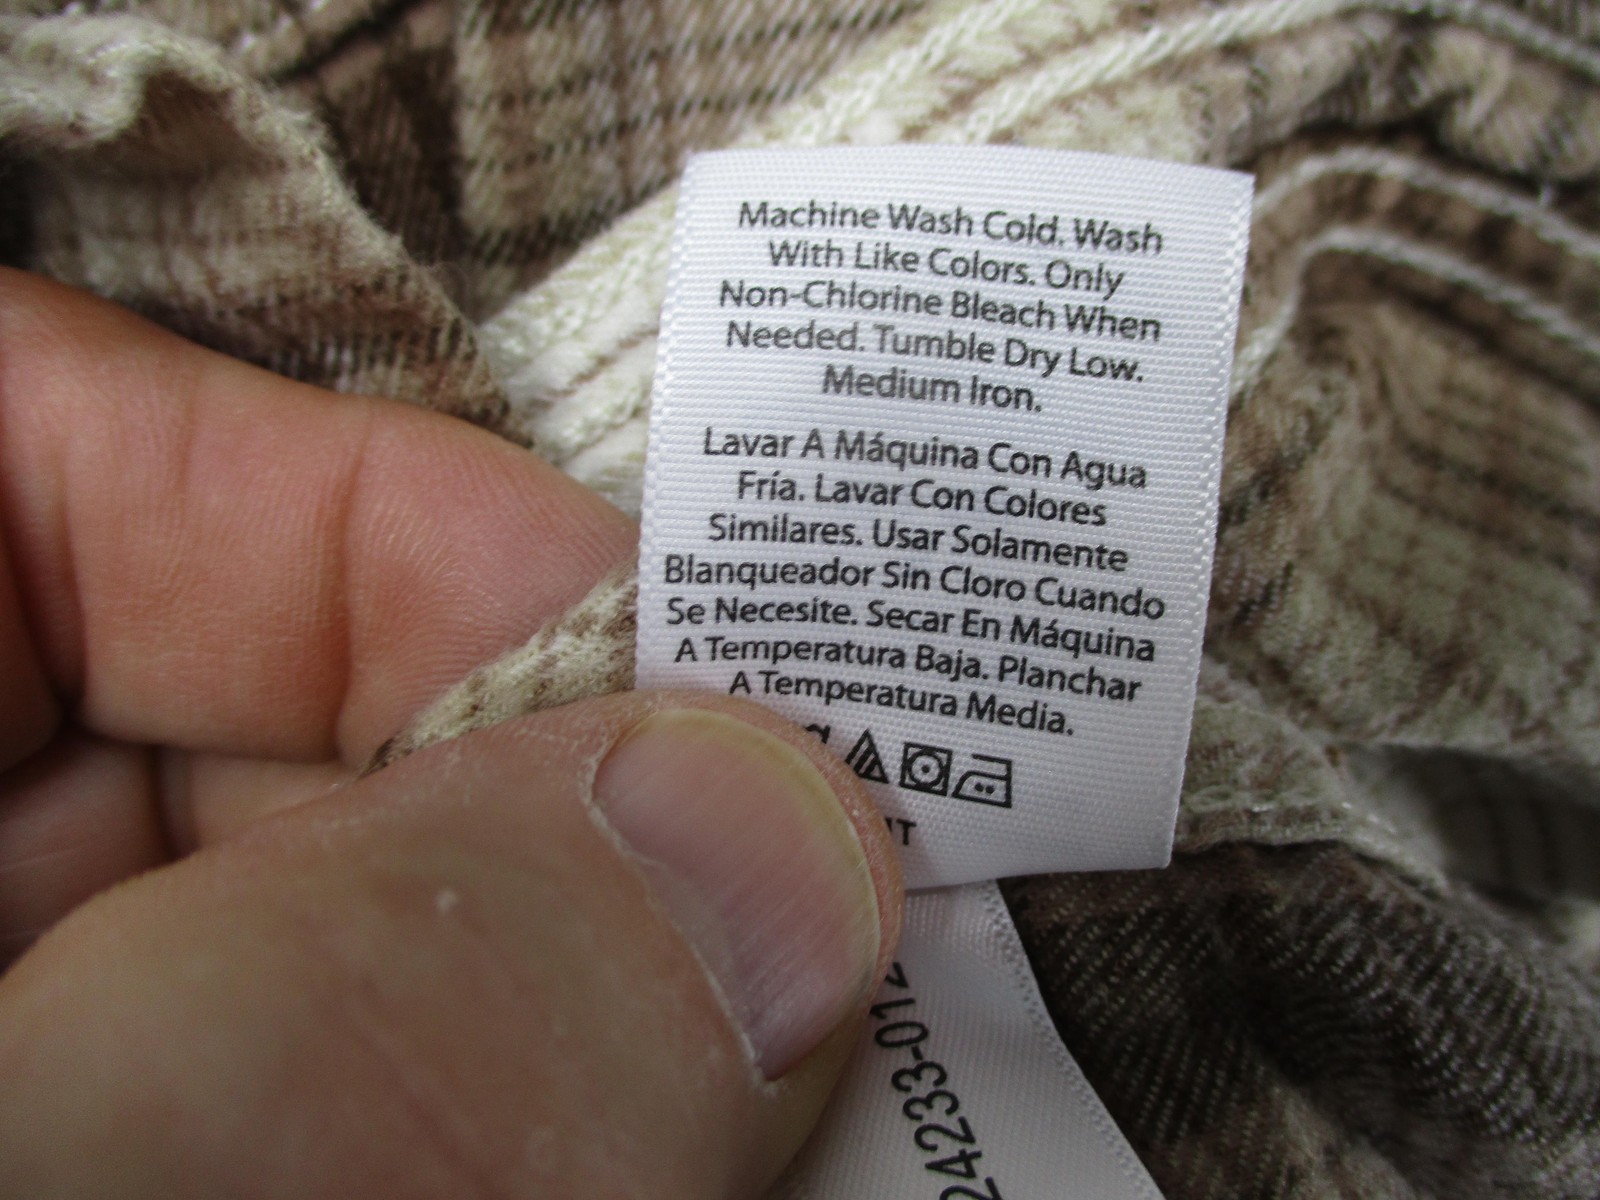 Machine Wash Cold. Wash
With Like Colors. Only
Non-Chlorine Bleach When
Needed. Tumble Dry Low.
Medium Iron.
Lavar A Máquina Con Agua
Fría. Lavar Con Colores
Similares. Usar Solamente
Blanqueador Sin Cloro Cuando
Se Necesite. Secar En Máquina
A Temperatura Baja. Planchar
A Temperatura Media.
24233-012